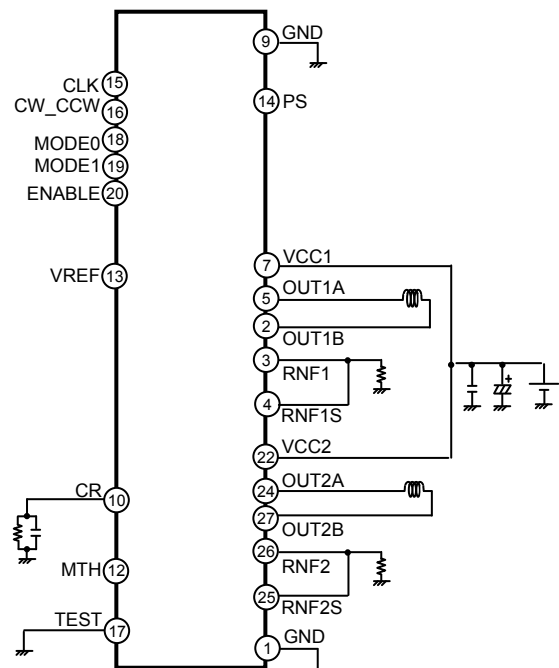 9 GND
15 CLK
14 PS
CW_CCW 16
MODE0 18
MODE1 19
ENABLE 20
7 VCC1
VREF 13
5 OUT1A
2 OUT1B
3 RNF1
4 RNF1S
22 VCC2
CR 10
24 OUT2A
27 OUT2B
26 RNF2
MTH 12
25 RNF2S
TEST 17
1 GND
+